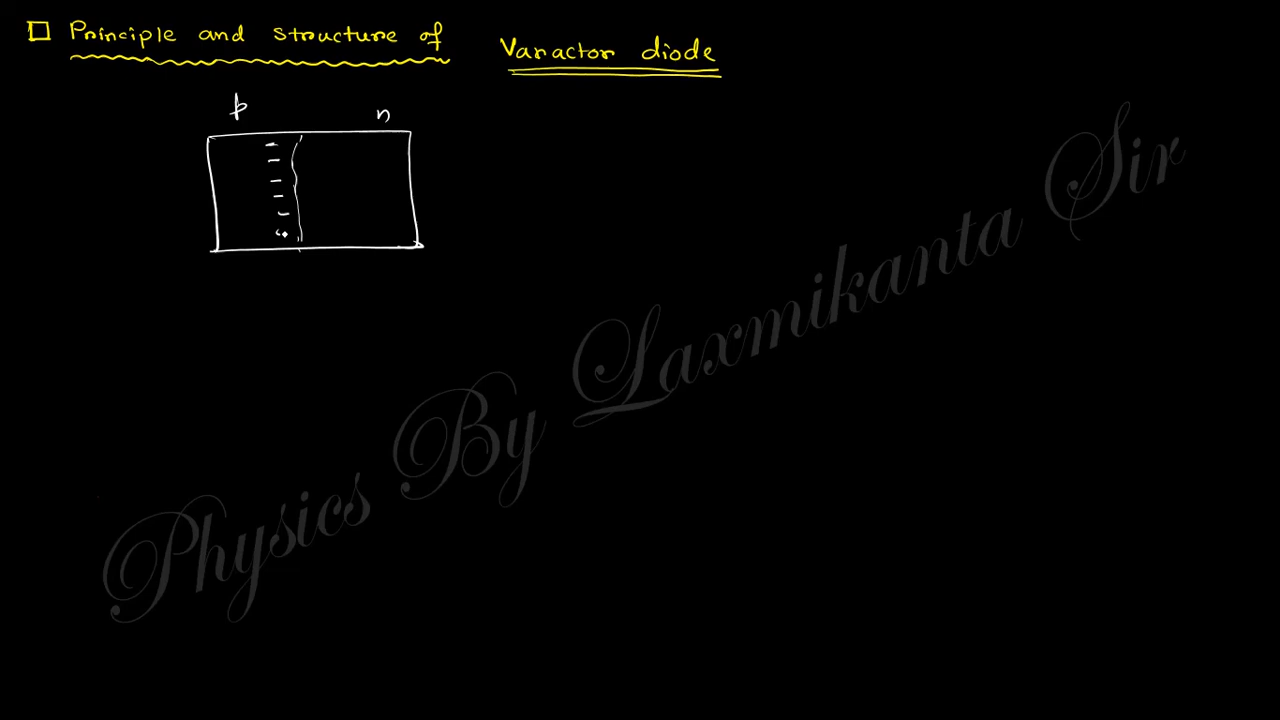 Principle and structure of Varactor diode
p n
Physics By Laxmikanta Sir